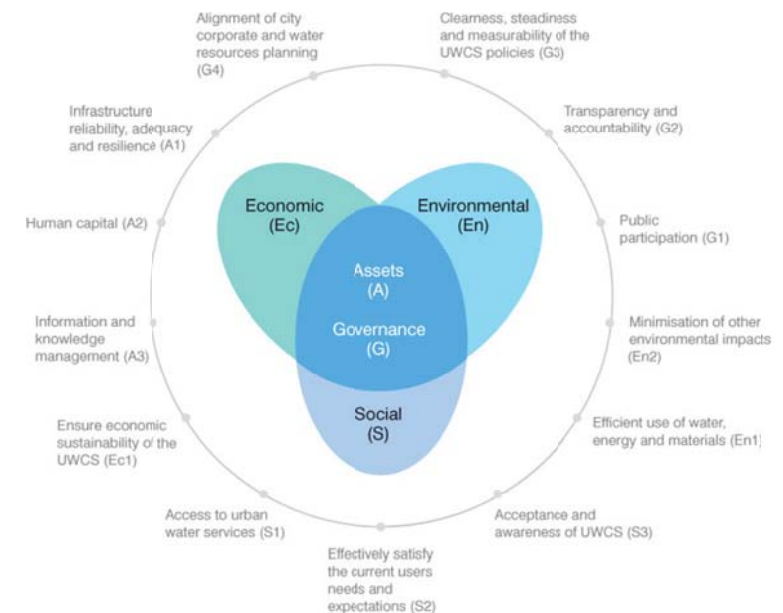 Alignment of city
corporate and water
resources planning
(G4)
Clearness, steadiness
and measurability of the
UWCS policies (G3)
Infrastructure
reliability, adequacy
and resilience (A1)
Transparency and
accountability (G2)
Human capital (A2)
Economic
(Ec)
Environmental
(En)
Public
participation (G1)
Assets
(A)
Governance
(G)
Information and
knowledge
management (A3)
Minimisation of other
environmental impacts
(En2)
Social
(S)
Ensure economic
sustainability of the
UWCS (Ec1)
Efficient use of water,
energy and materials (En1)
Access to urban
water services (S1)
Acceptance and
awareness of UWCS (S3)
Effectively satisfy
the current users
needs and
expectations (S2)